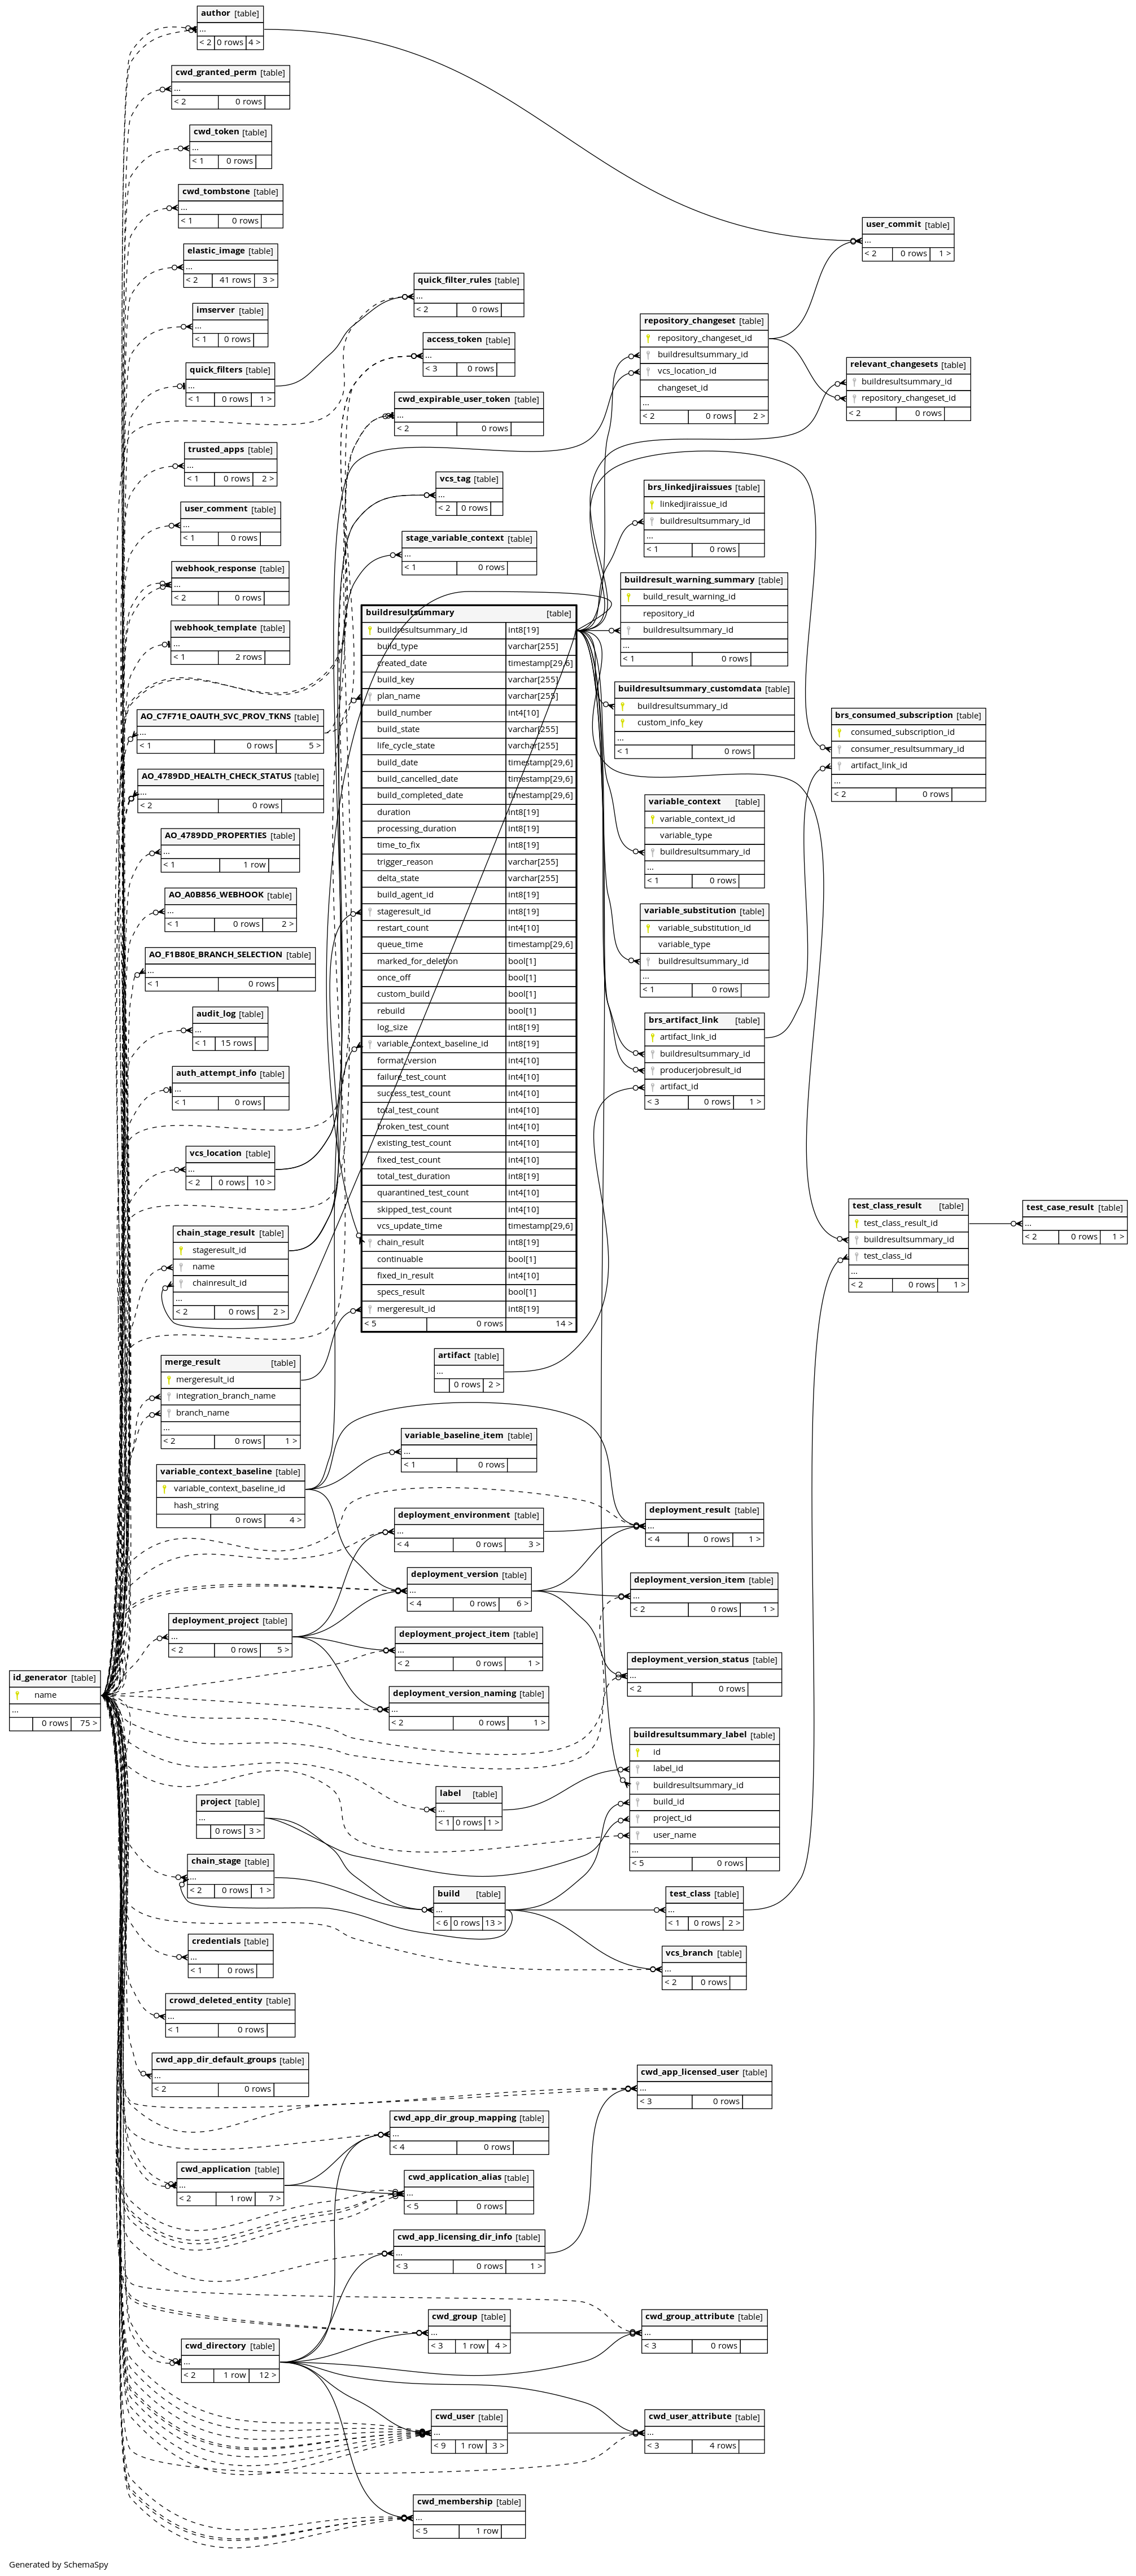 author [table]
...
< 2 0 rows 4 >
cwd_granted_perm [table]
...
< 2 0 rows
cwd_token [table]
...
< 1 0 rows
cwd_tombstone [table]
...
< 1 0 rows
elastic_image [table]
...
< 2 41 rows 3 >
imserver [table]
...
< 1 0 rows
quick_filters [table]
...
< 1 0 rows 1 >
trusted_apps [table]
...
< 1 0 rows 2 >
user_comment [table]
...
< 1 0 rows
webhook_response [table]
...
< 2 0 rows
webhook_template [table]
...
< 1 2 rows
AO_C7F71E_OAUTH_SVC_PROV_TKNS [table]
...
< 1 0 rows 5 >
AO_4789DD_HEALTH_CHECK_STATUS [table]
...
< 2 0 rows
AO_4789DD_PROPERTIES [table]
...
< 1 1 row
AO_A0B856_WEBHOOK [table]
...
< 1 0 rows 2 >
AO_F1B80E_BRANCH_SELECTION [table]
...
< 1 0 rows
audit_log [table]
...
< 1 15 rows
auth_attempt_info [table]
...
< 1 0 rows
vcs_location [table]
...
< 2 0 rows 10 >
chain_stage_result [table]
stageresult_id
name
chainresult_id
...
< 2 0 rows 2 >
merge_result [table]
mergeresult_id
integration_branch_name
branch_name
...
< 2 0 rows 1 >
variable_context_baseline [table]
variable_context_baseline_id
hash_string
0 rows 4 >
deployment_project [table]
...
< 2 0 rows 5 >
id_generator [table]
name
...
0 rows 75 >
project [table]
...
0 rows 3 >
chain_stage [table]
...
< 2 0 rows 1 >
credentials [table]
...
< 1 0 rows
crowd_deleted_entity [table]
...
< 1 0 rows
cwd_app_dir_default_groups [table]
...
< 2 0 rows
cwd_application [table]
...
< 2 1 row 7 >
cwd_directory [table]
...
< 2 1 row 12 >
quick_filter_rules [table]
...
< 2 0 rows
access_token [table]
...
< 3 0 rows
cwd_expirable_user_token [table]
...
< 2 0 rows
vcs_tag [table]
...
< 2 0 rows
stage_variable_context [table]
...
< 1 0 rows
buildresultsummary [table]
buildresultsummary_id int8[19]
build_type varchar[255]
created_date timestamp[29,6]
build_key varchar[255]
plan_name varchar[255]
build_number int4[10]
build_state varchar[255]
life_cycle_state varchar[255]
build_date timestamp[29,6]
build_cancelled_date timestamp[29,6]
build_completed_date timestamp[29,6]
duration int8[19]
processing_duration int8[19]
time_to_fix int8[19]
trigger_reason varchar[255]
delta_state varchar[255]
build_agent_id int8[19]
stageresult_id int8[19]
restart_count int4[10]
queue_time timestamp[29,6]
marked_for_deletion bool[1]
once_off bool[1]
custom_build bool[1]
rebuild bool[1]
log_size int8[19]
variable_context_baseline_id int8[19]
format_version int4[10]
failure_test_count int4[10]
success_test_count int4[10]
total_test_count int4[10]
broken_test_count int4[10]
existing_test_count int4[10]
fixed_test_count int4[10]
total_test_duration int8[19]
quarantined_test_count int4[10]
skipped_test_count int4[10]
vcs_update_time timestamp[29,6]
chain_result int8[19]
continuable bool[1]
fixed_in_result int4[10]
specs_result bool[1]
mergeresult_id int8[19]
< 5 0 rows 14 >
artifact [table]
...
0 rows 2 >
variable_baseline_item [table]
...
< 1 0 rows
deployment_environment [table]
...
< 4 0 rows 3 >
deployment_version [table]
...
< 4 0 rows 6 >
deployment_project_item [table]
...
< 2 0 rows 1 >
deployment_version_naming [table]
...
< 2 0 rows 1 >
label [table]
...
< 1 0 rows 1 >
build [table]
...
< 6 0 rows 13 >
cwd_app_dir_group_mapping [table]
...
< 4 0 rows
cwd_application_alias [table]
...
< 5 0 rows
cwd_app_licensing_dir_info [table]
...
< 3 0 rows 1 >
cwd_group [table]
...
< 3 1 row 4 >
cwd_user [table]
...
< 9 1 row 3 >
cwd_membership [table]
...
< 5 1 row
repository_changeset [table]
repository_changeset_id
buildresultsummary_id
vcs_location_id
changeset_id
...
< 2 0 rows 2 >
brs_linkedjiraissues [table]
linkedjiraissue_id
buildresultsummary_id
...
< 1 0 rows
buildresult_warning_summary [table]
build_result_warning_id
repository_id
buildresultsummary_id
...
< 1 0 rows
buildresultsummary_customdata [table]
buildresultsummary_id
custom_info_key
...
< 1 0 rows
variable_context [table]
variable_context_id
variable_type
buildresultsummary_id
...
< 1 0 rows
variable_substitution [table]
variable_substitution_id
variable_type
buildresultsummary_id
...
< 1 0 rows
brs_artifact_link [table]
artifact_link_id
buildresultsummary_id
producerjobresult_id
artifact_id
< 3 0 rows 1 >
deployment_result [table]
...
< 4 0 rows 1 >
deployment_version_item [table]
...
< 2 0 rows 1 >
deployment_version_status [table]
...
< 2 0 rows
buildresultsummary_label [table]
id
label_id
buildresultsummary_id
build_id
project_id
user_name
...
< 5 0 rows
test_class [table]
...
< 1 0 rows 2 >
vcs_branch [table]
...
< 2 0 rows
cwd_app_licensed_user [table]
...
< 3 0 rows
cwd_group_attribute [table]
...
< 3 0 rows
cwd_user_attribute [table]
...
< 3 4 rows
user_commit [table]
...
< 2 0 rows 1 >
relevant_changesets [table]
buildresultsummary_id
repository_changeset_id
< 2 0 rows
brs_consumed_subscription [table]
consumed_subscription_id
consumer_resultsummary_id
artifact_link_id
...
< 2 0 rows
test_class_result [table]
test_class_result_id
buildresultsummary_id
test_class_id
...
< 2 0 rows 1 >
test_case_result [table]
...
< 2 0 rows 1 >
Generated by SchemaSpy